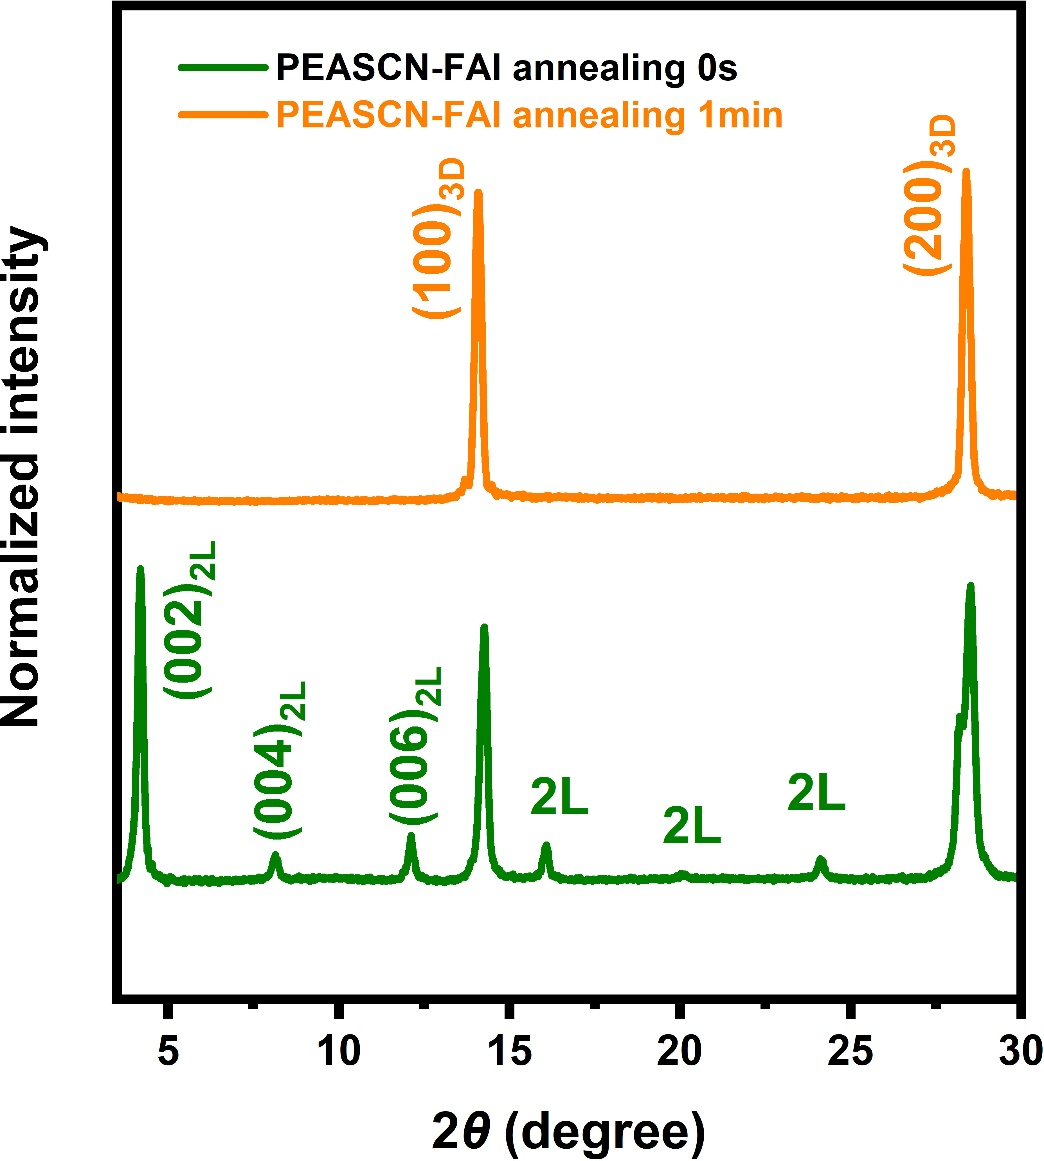 PEASCN-FAI annealing 0s
PEASCN-FAI annealing 1min
(100)3D
(200)3D
Normalized intensity
(002)2L
(004)2L
(006)2L
2L
2L
2L
5 10 15 20 25 30
2θ (degree)